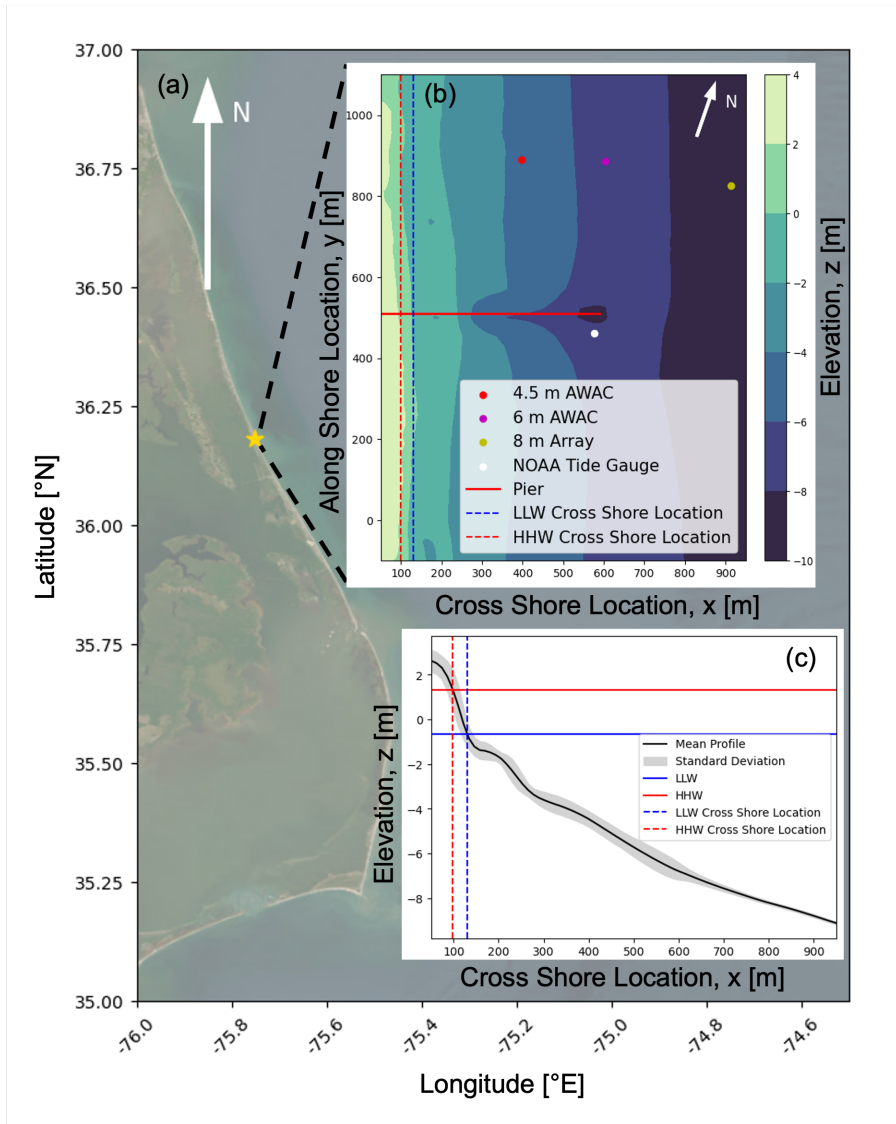 37.00
36.75
36.50
36.25
36.00
35.75
35.50
35.25
35.00
Latitude [°N]
-76.0
-75.8
-75.6
-75.4
-75.2
-75.0
-74.8
-74.6
Longitude [°E]
(a)
N
(b)
N
1000
800
600
400
200
0
Along Shore Location, y [m]
100 200 300 400 500 600 700 800 900
Cross Shore Location, x [m]
4.5 m AWAC
6 m AWAC
8 m Array
NOAA Tide Gauge
Pier
LLW Cross Shore Location
HHW Cross Shore Location
4
2
0
−2
−4
−6
−8
−10
Elevation, z [m]
(c)
2
0
−2
−4
−6
−8
Elevation, z [m]
Mean Profile
Standard Deviation
LLW
HHW
LLW Cross Shore Location
HHW Cross Shore Location
100 200 300 400 500 600 700 800 900
Cross Shore Location, x [m]